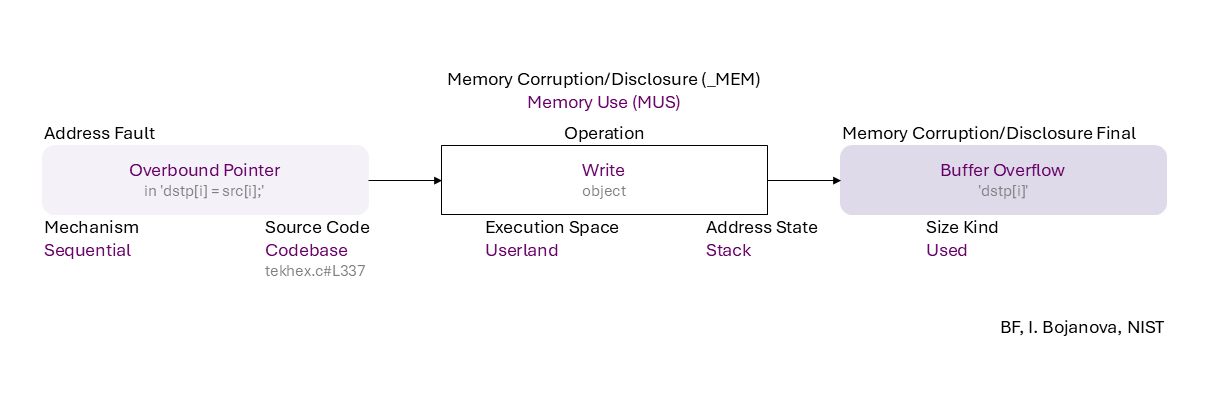 Memory Corruption/Disclosure (_MEM)
Memory Use (MUS)
Address Fault
Operation
Memory Corruption/Disclosure Final
Overbound Pointer
in 'dstp[i] = src[i];'
Write
object
Buffer Overflow
'dstp[i]'
Mechanism
Sequential
Source Code
Codebase
tekhex.c#L337
Execution Space
Userland
Address State
Stack
Size Kind
Used
BF, I. Bojanova, NIST